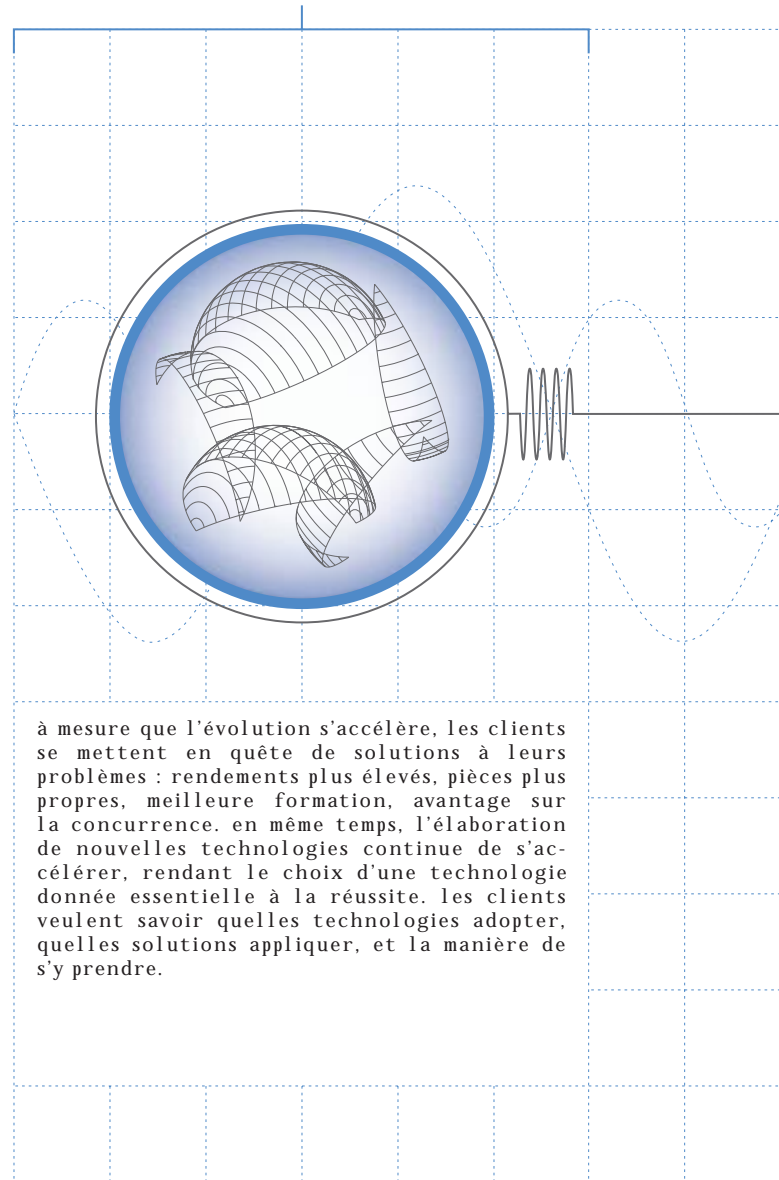 à mesure que l'évolution s'accélère, les clients
se mettent en quête de solutions à leurs
problèmes : rendements plus élevés, pièces plus
propres, meilleure formation, avantage sur
la concurrence. en même temps, l'élaboration
de nouvelles technologies continue de s'ac-
célérer, rendant le choix d'une technologie
donnée essentielle à la réussite. les clients
veulent savoir quelles technologies adopter,
quelles solutions appliquer, et la manière de
s'y prendre.